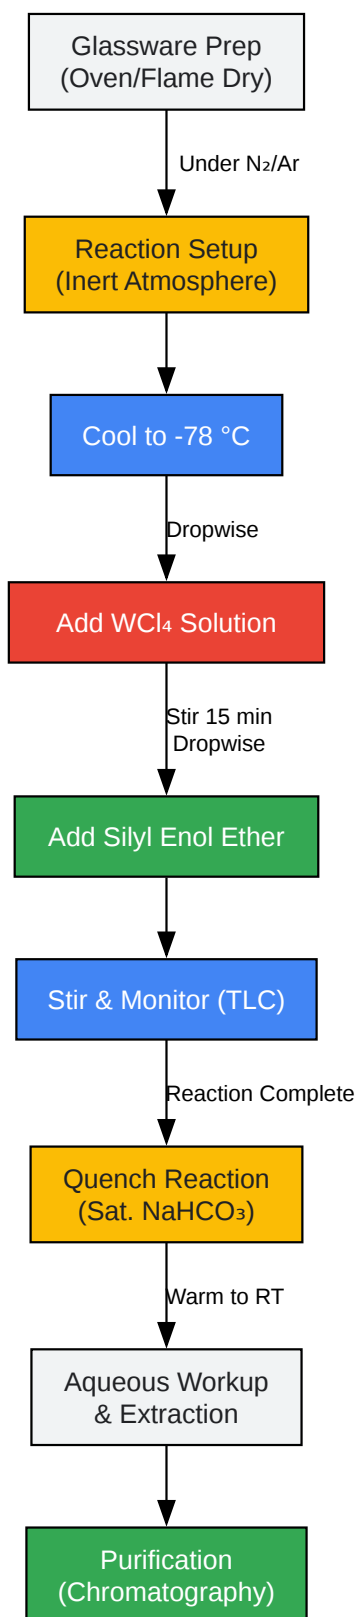 Glassware Prep
(Oven/Flame Dry)
Under N₂/Ar
Reaction Setup
(Inert Atmosphere)
Cool to -78 °C
Dropwise
Add WCl₄ Solution
Stir 15 min
Dropwise
Add Silyl Enol Ether
Stir & Monitor (TLC)
Reaction Complete
Quench Reaction
(Sat. NaHCO₃)
Warm to RT
Aqueous Workup
& Extraction
Purification
(Chromatography)